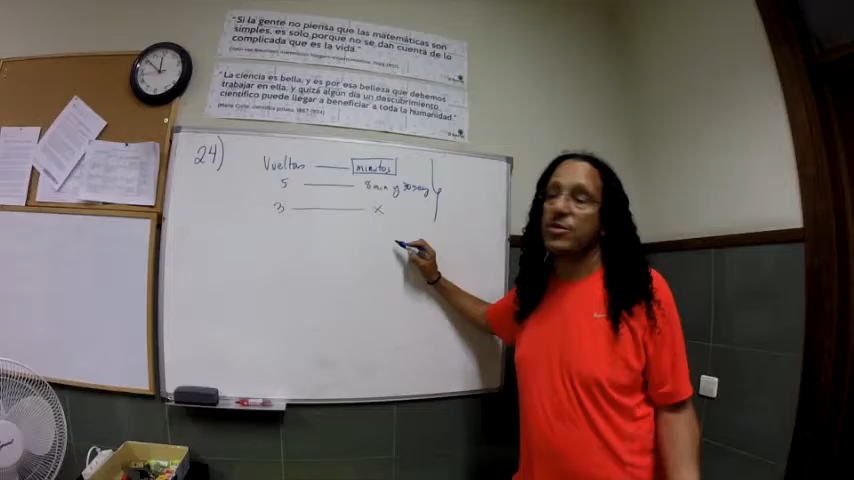 "Si la gente no piensa que las matemáticas son
simples, es solo porque no se dan cuenta de lo
complicada que es la vida."
"La ciencia es bella, y es por esa belleza que debemos
trabajar en ella, y quizá algún día un descubrimiento
científico puede llegar a beneficiar a toda la humanidad"
24)
Vueltas minutos
5 8 min y 30 seg
3 x